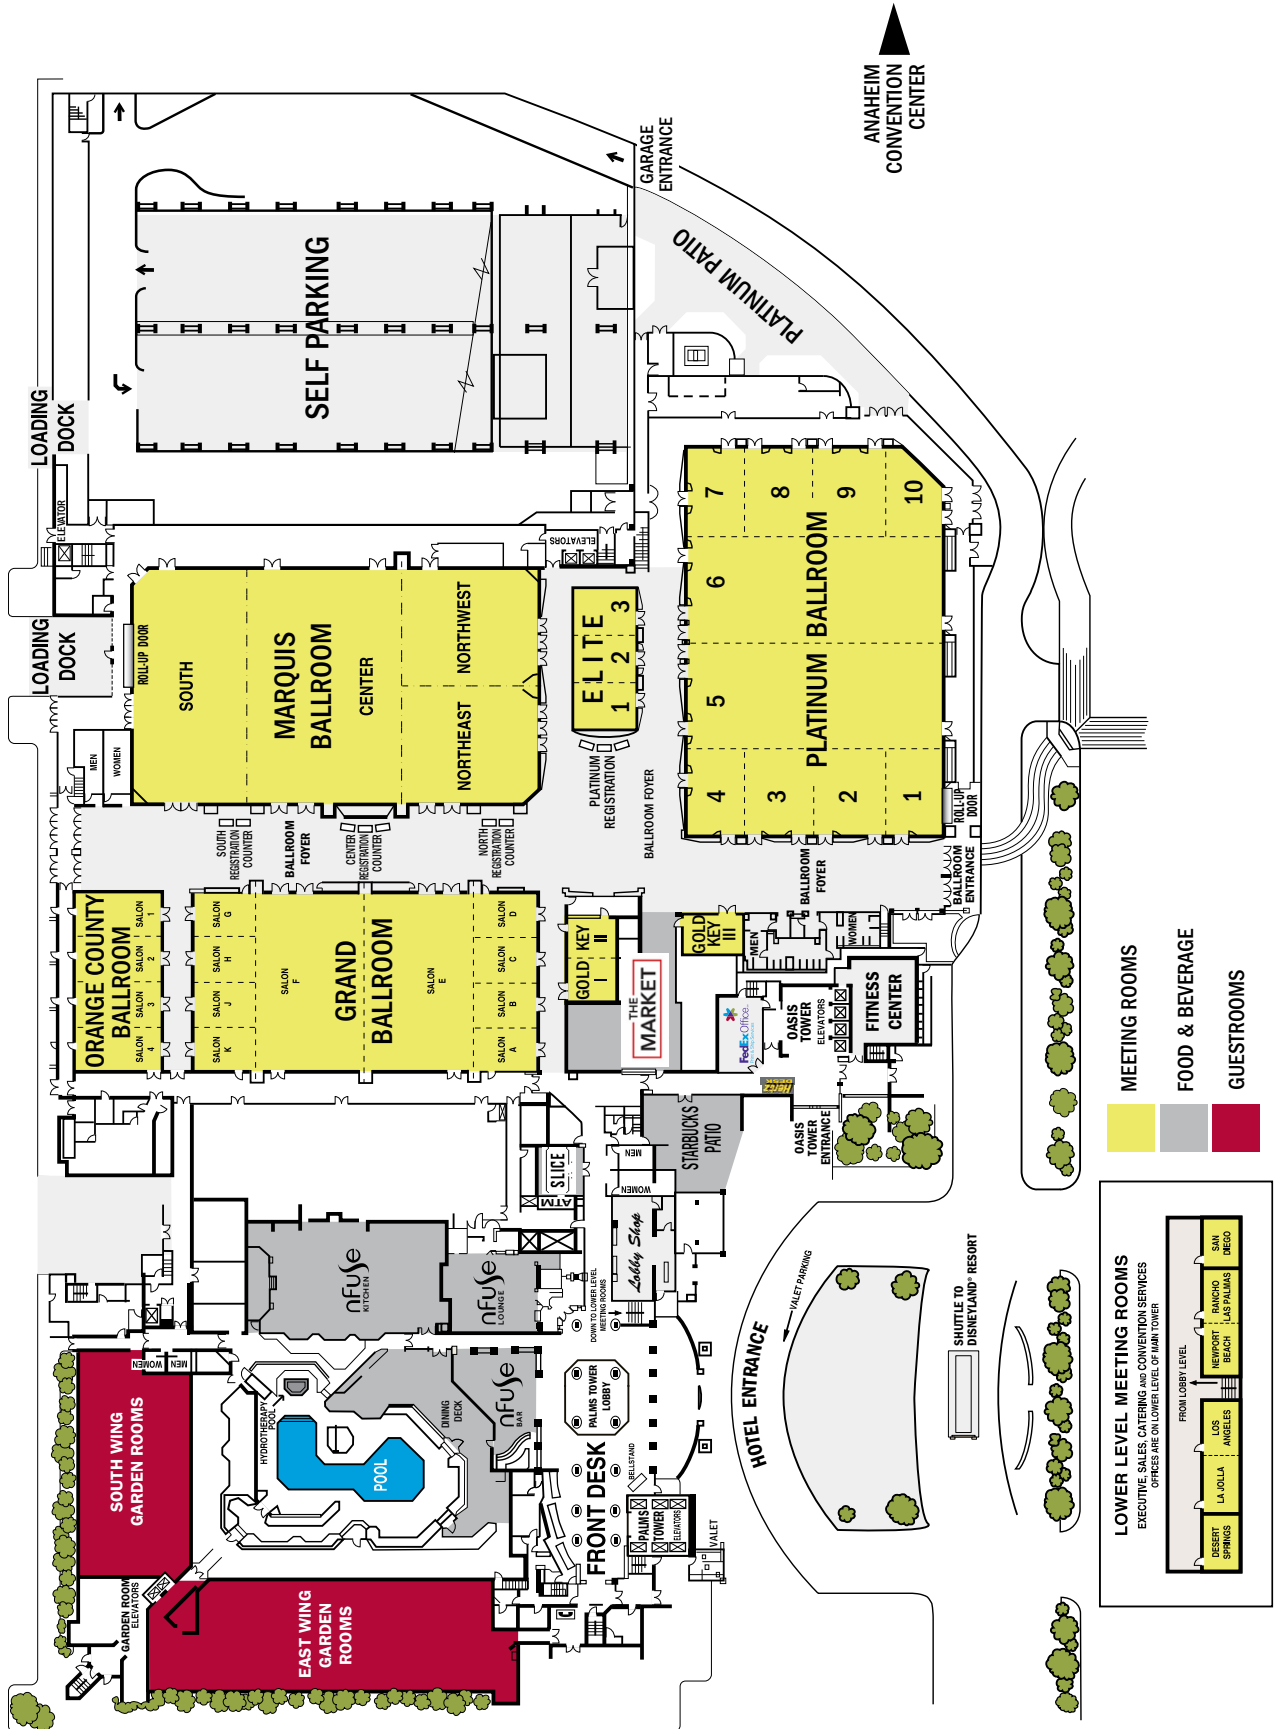 ANAHEIM
CONVENTION
CENTER
GARAGE
ENTRANCE
PLATINUM PATIO
SELF PARKING
LOADING
DOCK
ELEVATOR
LOADING
DOCK
ROLL-UP DOOR
MEN
WOMEN
SOUTH
MARQUIS
BALLROOM
CENTER
NORTHWEST
NORTHEAST
ELEVATORS
ELITE
1
2
3
PLATINUM
REGISTRATION
BALLROOM FOYER
PLATINUM BALLROOM
1
2
3
4
5
6
7
8
9
10
ROLL-UP
DOOR
BALLROOM
ENTRANCE
BALLROOM
FOYER
SOUTH
REGISTRATION
COUNTER
BALLROOM
FOYER
CENTER
REGISTRATION
COUNTER
NORTH
REGISTRATION
COUNTER
ORANGE COUNTY
BALLROOM
SALON
1
SALON
2
SALON
3
SALON
4
GRAND
BALLROOM
SALON
G
SALON
H
SALON
J
SALON
K
SALON
F
SALON
E
SALON
D
SALON
C
SALON
B
SALON
A
GOLD KEY
I II
GOLD
KEY
III
THE
MARKET
MEN
WOMEN
FedExOffice
OASIS
TOWER
ELEVATORS
FITNESS
CENTER
Hertz
DESK
OASIS
TOWER
ENTRANCE
STARBUCKS
PATIO
SLICE
ATM
MEN
WOMEN
Lobby Shop
nFuse
KITCHEN
nFuse
LOUNGE
nFuse
BAR
DINING
DECK
DOWN TO LOWER LEVEL
MEETING ROOMS
PALMS TOWER
LOBBY
FRONT DESK
BELLSTAND
PALMS
TOWER
ELEVATORS
VALET
HOTEL ENTRANCE
VALET PARKING
SHUTTLE TO
DISNEYLAND® RESORT
MEN
WOMEN
HYDROTHERAPY
POOL
POOL
SOUTH WING
GARDEN ROOMS
GARDEN ROOM
ELEVATORS
EAST WING
GARDEN
ROOMS
MEETING ROOMS
FOOD & BEVERAGE
GUESTROOMS
LOWER LEVEL MEETING ROOMS
EXECUTIVE, SALES, CATERING AND CONVENTION SERVICES
OFFICES ARE ON LOWER LEVEL OF MAIN TOWER
FROM LOBBY LEVEL
DESERT
SPRINGS
LA JOLLA
LOS
ANGELES
NEWPORT
BEACH
RANCHO
LAS PALMAS
SAN
DIEGO